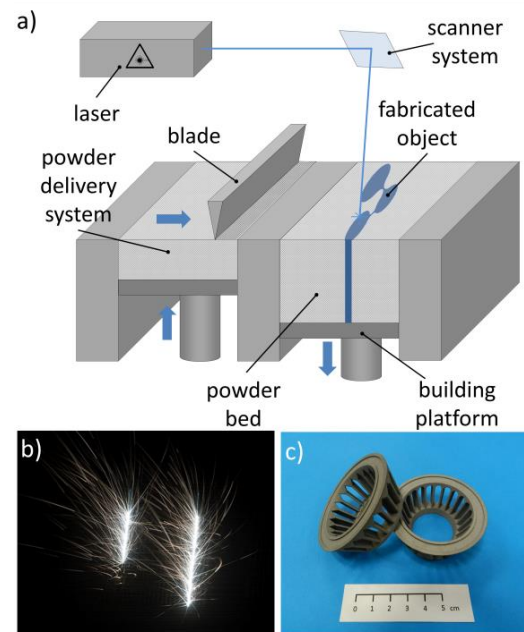 a)
scanner
system
laser
fabricated
object
blade
powder
delivery
system
powder
bed
building
platform
b)
c)
0 1 2 3 4 5 cm